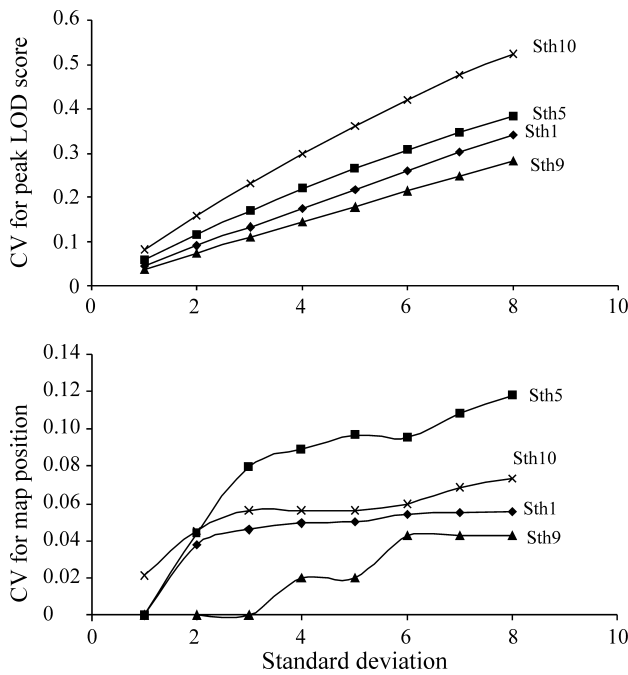 CV for peak LOD score
0.6
0.5
0.4
0.3
0.2
0.1
0
Sth10
Sth5
Sth1
Sth9
0 2 4 6 8 10
CV for map position
0.14
0.12
0.10
0.08
0.06
0.04
0.02
0
Sth5
Sth10
Sth1
Sth9
0 2 4 6 8 10
Standard deviation